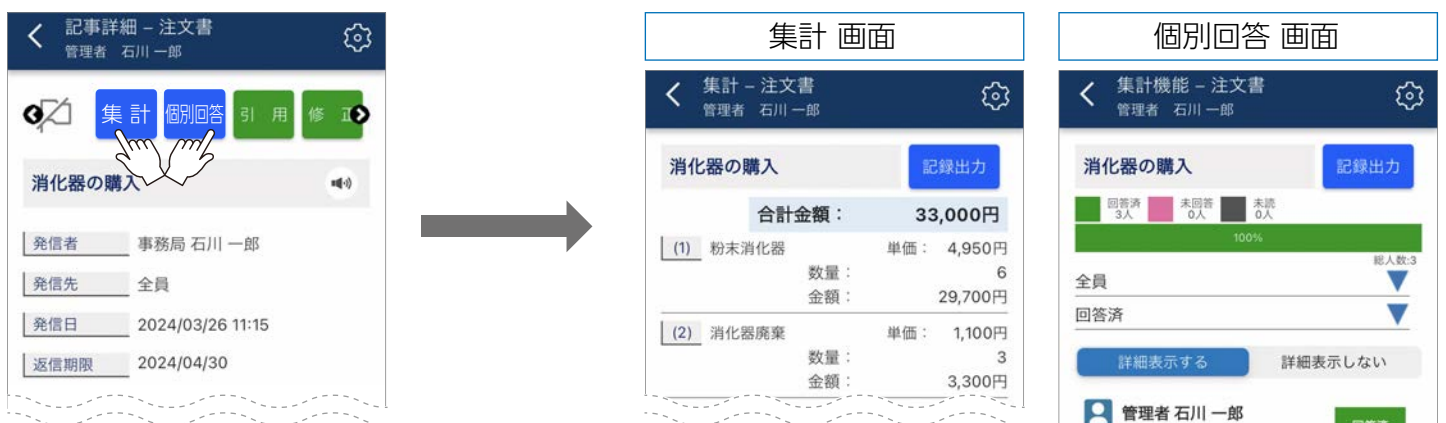 記事詳細 – 注文書
管理者 石川 一郎
集 計
個別回答
引 用
修 正
消化器の購入
発信者 事務局 石川 一郎
発信先 全員
発信日 2024/03/26 11:15
返信期限 2024/04/30
集計 画面
集計 – 注文書
管理者 石川 一郎
消化器の購入
記録出力
合計金額： 33,000円
(1) 粉末消化器 単価： 4,950円
数量： 6
金額： 29,700円
(2) 消化器廃棄 単価： 1,100円
数量： 3
金額： 3,300円
個別回答 画面
集計機能 – 注文書
管理者 石川 一郎
消化器の購入
記録出力
回答済 未回答 未読
3人 0人 0人
100%
総人数:3
全員
回答済
詳細表示する 詳細表示しない
管理者 石川 一郎